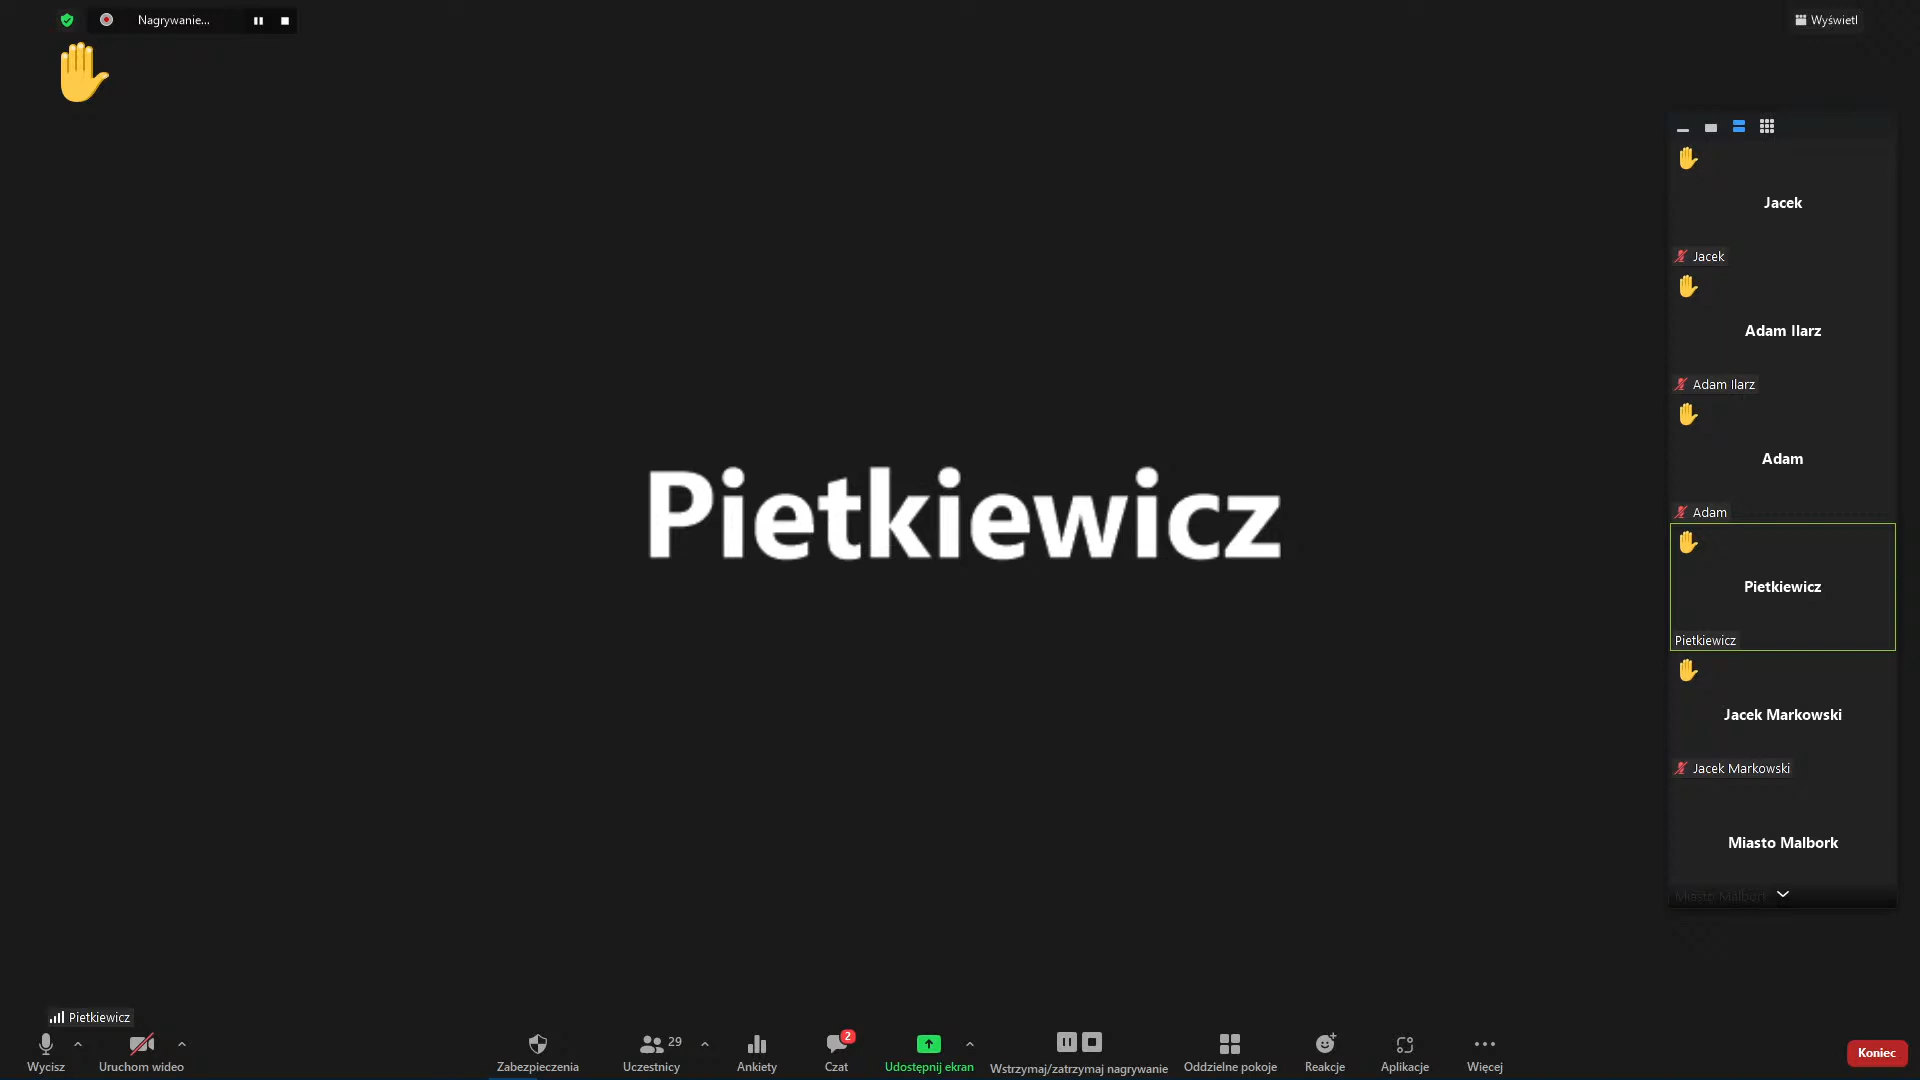 Nagrywanie...
Wyświetl
Jacek
Jacek
Adam Ilarz
Adam Ilarz
Adam
Adam
Pietkiewicz
Pietkiewicz
Pietkiewicz
Jacek Markowski
Jacek Markowski
Miasto Malbork
Miasto Malbork
Pietkiewicz
Wycisz
Uruchom wideo
Zabezpieczenia
29
Uczestnicy
Ankiety
2
Czat
Udostępnij ekran
Wstrzymaj/zatrzymaj nagrywanie
Oddzielne pokoje
Reakcje
Aplikacje
Więcej
Koniec